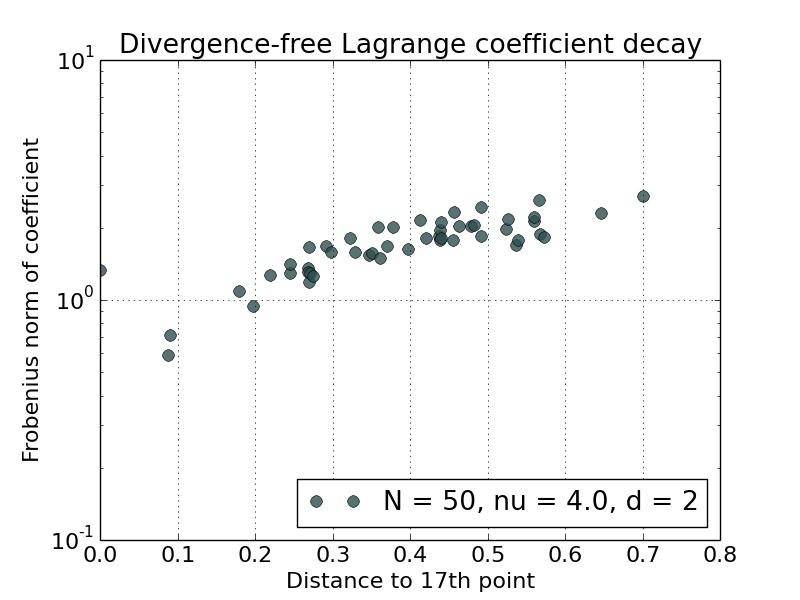 Divergence-free Lagrange coefficient decay
10^1
10^0
10^-1
Frobenius norm of coefficient
N = 50, nu = 4.0, d = 2
0.0 0.1 0.2 0.3 0.4 0.5 0.6 0.7 0.8
Distance to 17th point